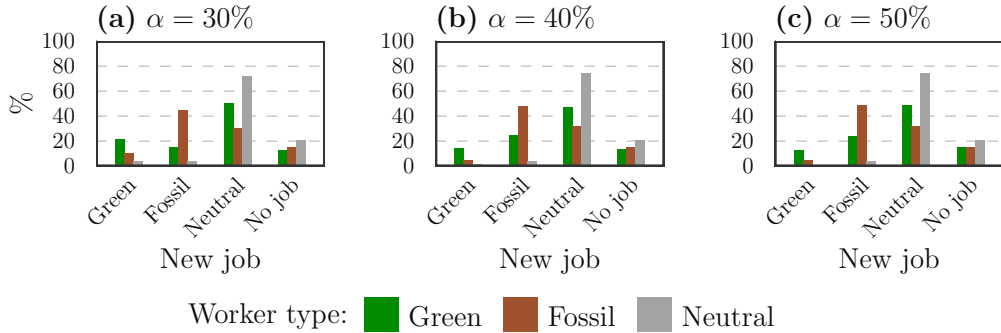 (a) α = 30%
(b) α = 40%
(c) α = 50%
%
100
80
60
40
20
0
Green
Fossil
Neutral
No job
New job
100
80
60
40
20
0
Green
Fossil
Neutral
No job
New job
100
80
60
40
20
0
Green
Fossil
Neutral
No job
New job
Worker type: Green Fossil Neutral